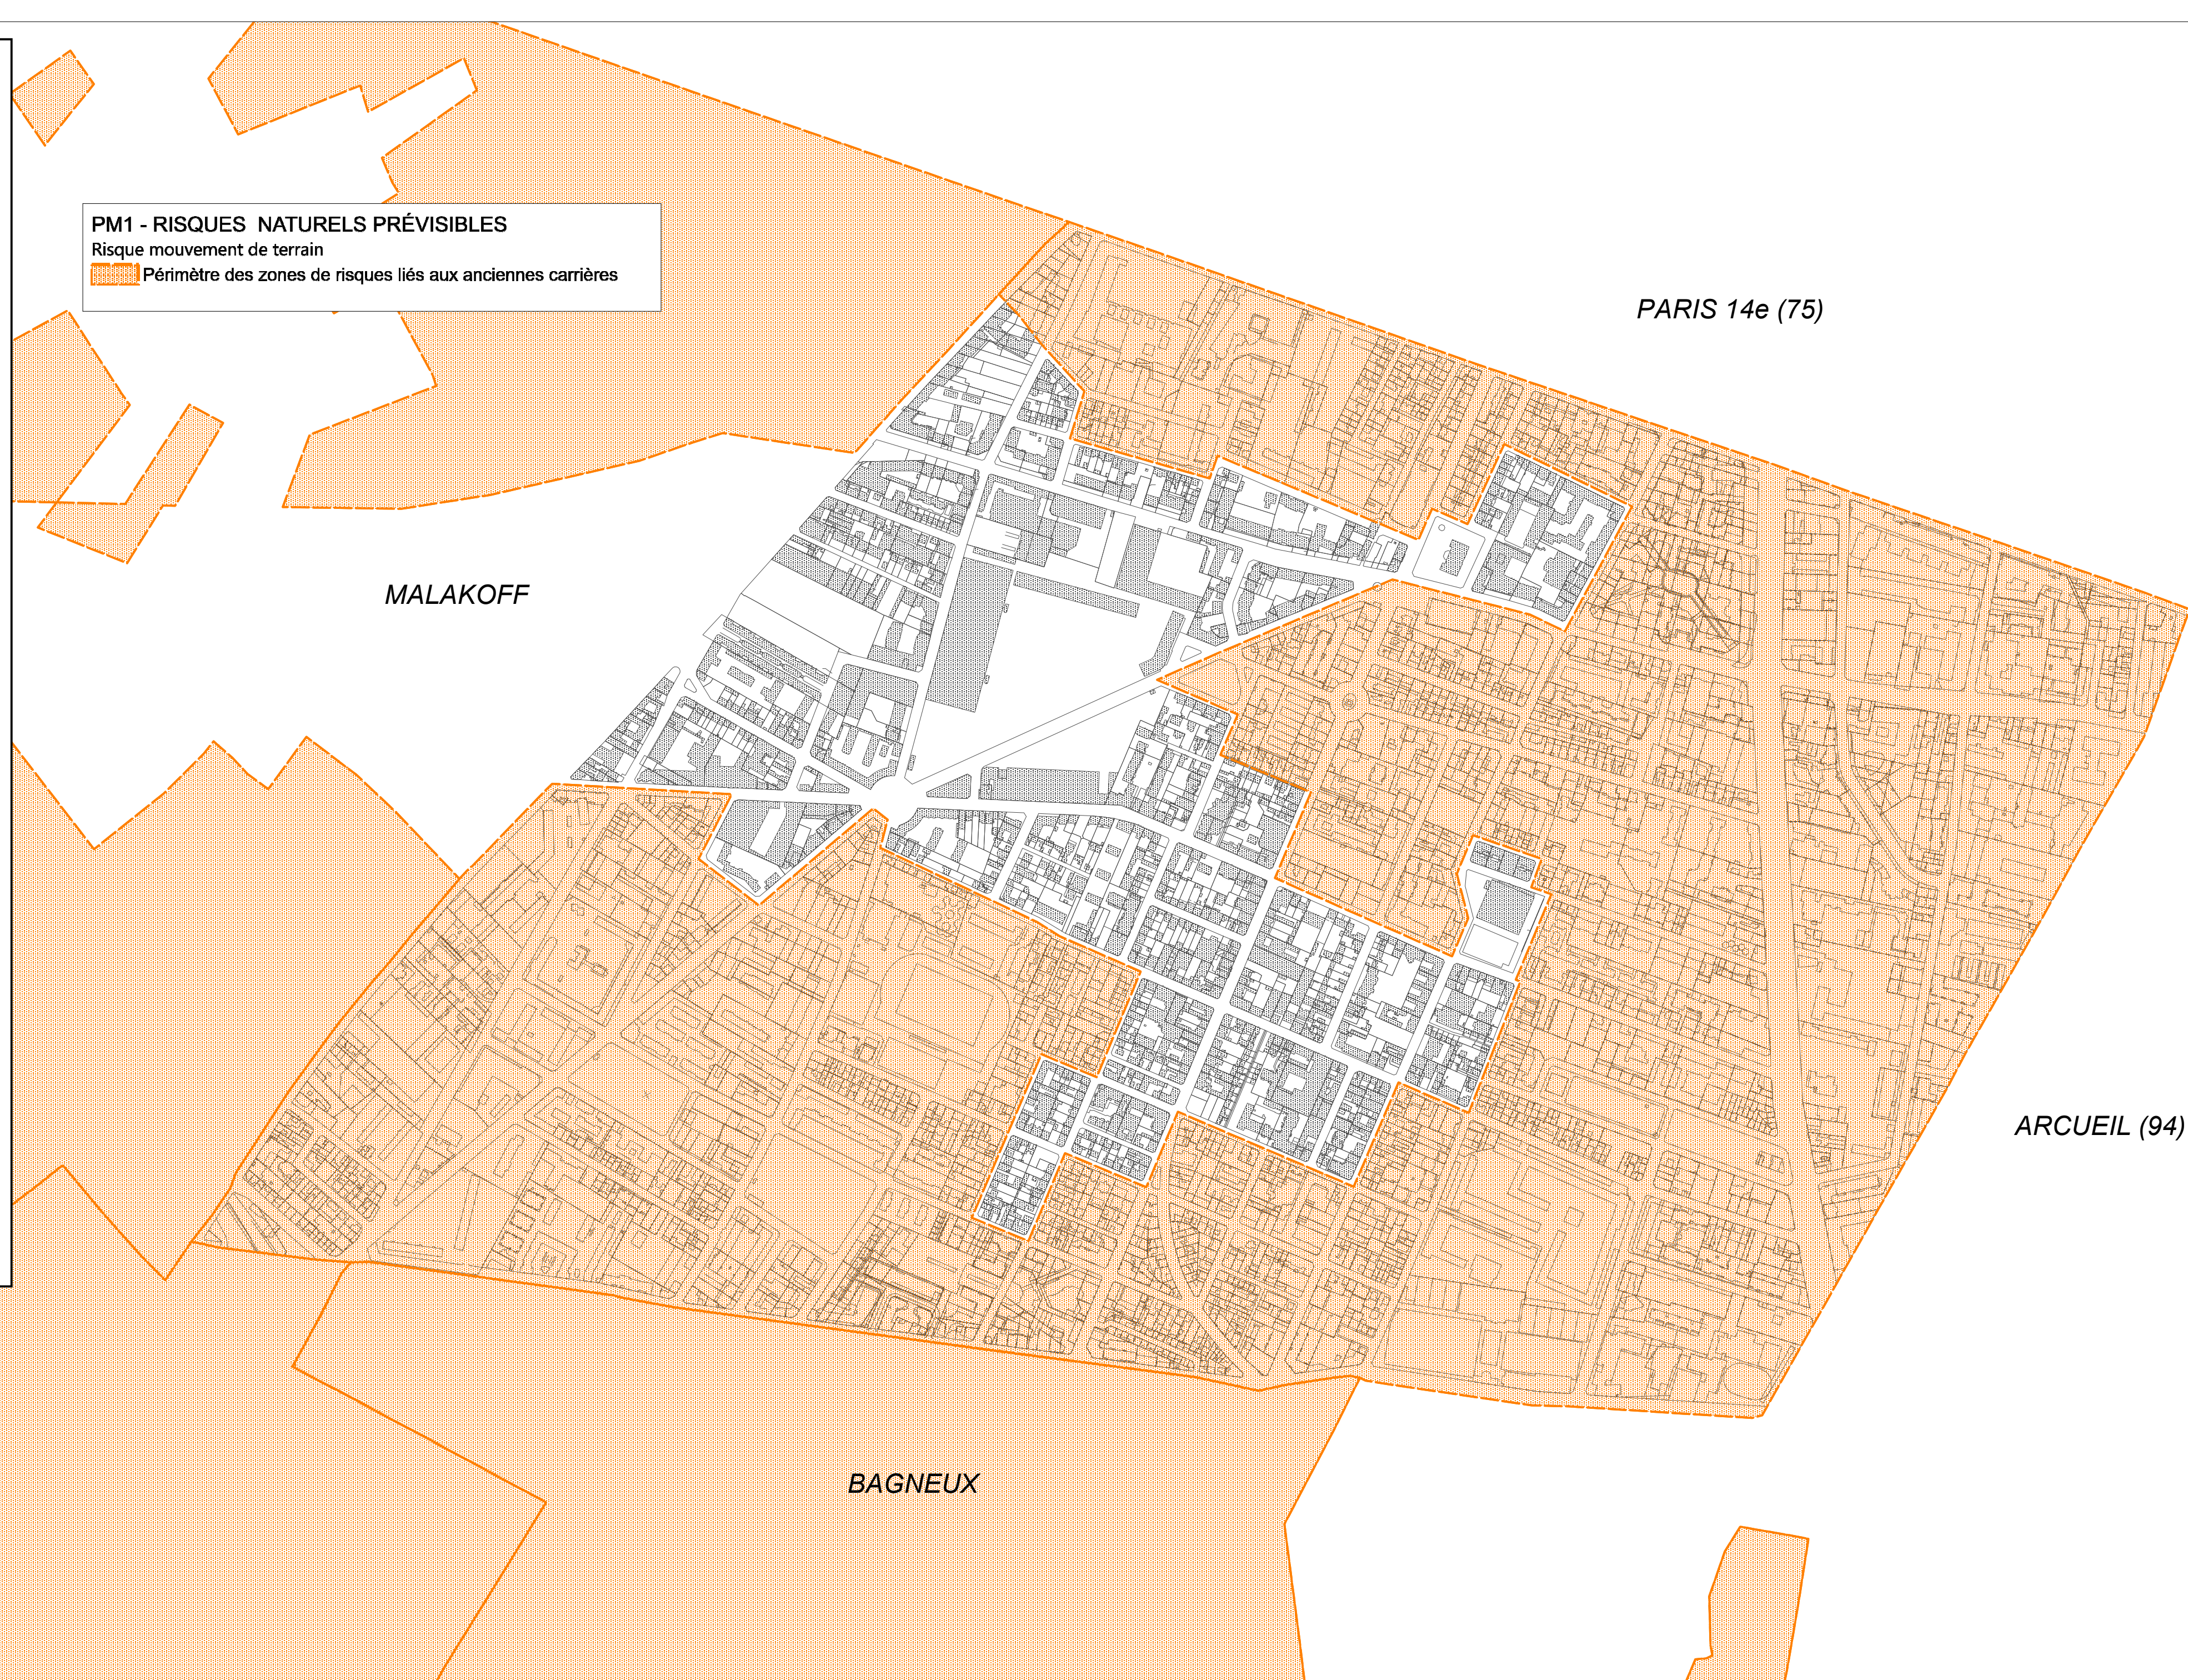 PM1 - RISQUES NATURELS PRÉVISIBLES
Risque mouvement de terrain
Périmètre des zones de risques liés aux anciennes carrières
PARIS 14e (75)
MALAKOFF
ARCUEIL (94)
BAGNEUX